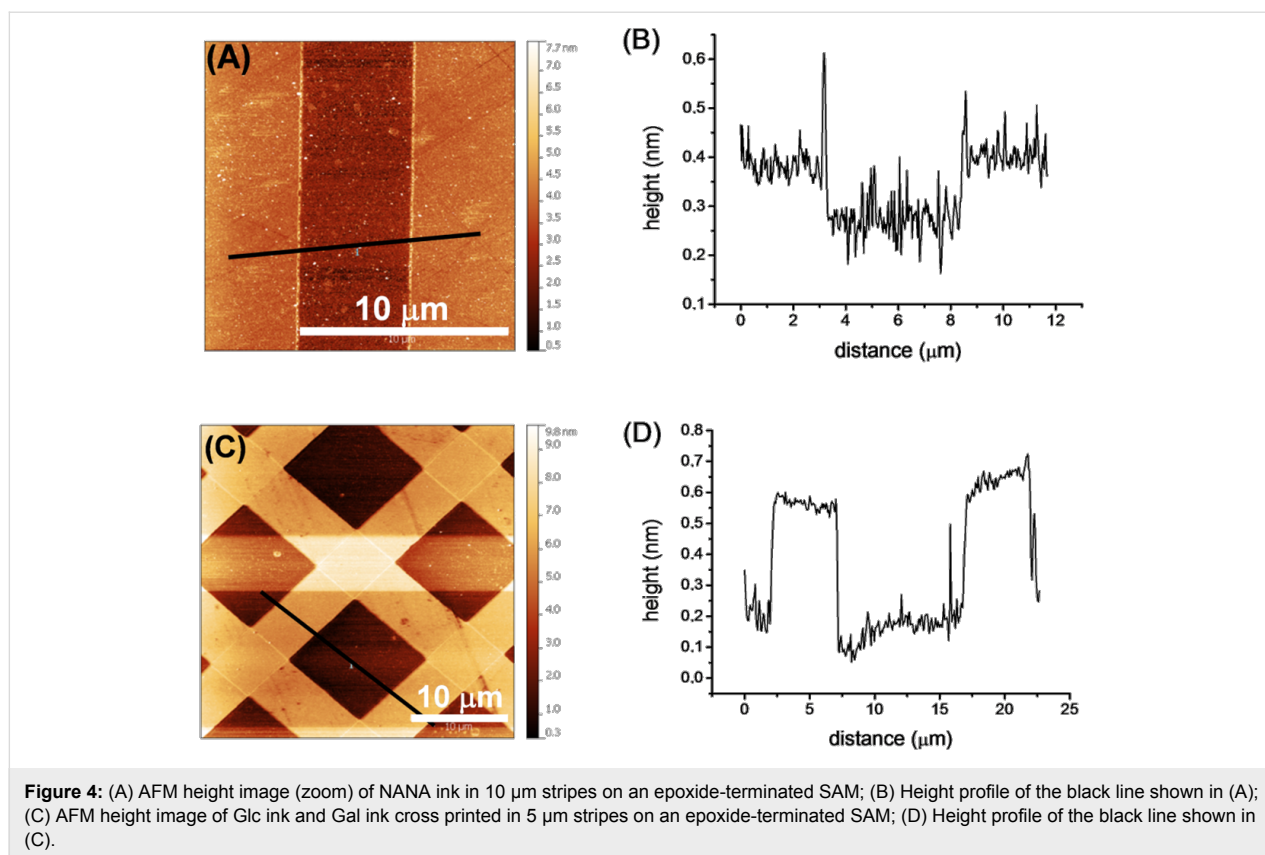 (A)
7.7 nm
7.0
6.5
6.0
5.5
5.0
4.5
4.0
3.5
3.0
2.5
2.0
1.5
1.0
0.5
10 µm
10 µm
(B)
height (nm)
0.6
0.5
0.4
0.3
0.2
0.1
0 2 4 6 8 10 12
distance (µm)
(C)
9.8 nm
9.0
8.0
7.0
6.0
5.0
4.0
3.0
2.0
1.0
0.3
10 µm
10 µm
(D)
height (nm)
0.8
0.7
0.6
0.5
0.4
0.3
0.2
0.1
0.0
0 5 10 15 20 25
distance (µm)
Figure 4: (A) AFM height image (zoom) of NANA ink in 10 µm stripes on an epoxide-terminated SAM; (B) Height profile of the black line shown in (A);
(C) AFM height image of Glc ink and Gal ink cross printed in 5 µm stripes on an epoxide-terminated SAM; (D) Height profile of the black line shown in
(C).